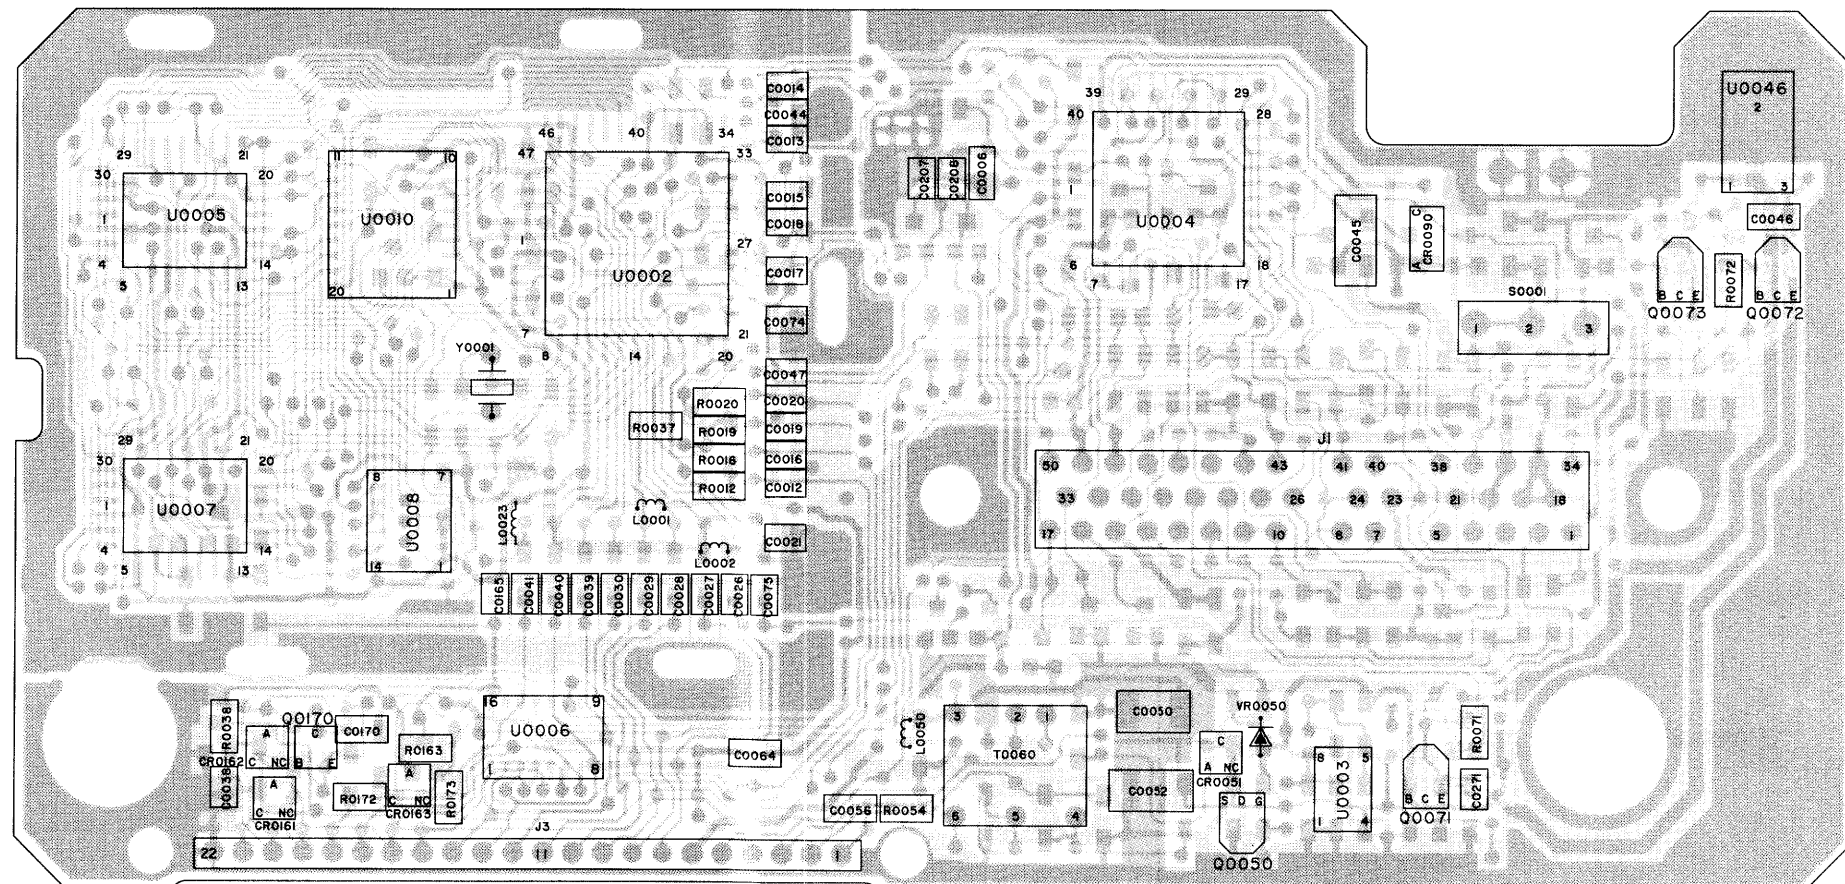 C0014
C0044
C0013
U0046
2
1 3
39 29
40 28
46 40 34
47 33
29 21
30 20
11 10
C0207
C0208
C0006
1
U0005
U0010
1
C0015
C0018
U0004
C0045
C
CR0090
A
C0046
1
27
U0002
C0017
4 14
5 13
20 1
6 18
7 17
S0001
1 2 3
B C E
Q0073
R0072
B C E
Q0072
C0074
7 21
8 14 20
Y0001
C0047
R0020
C0020
R0037
R0019
C0019
R0018
C0016
R0012
C0012
29 21
30 20
1
U0007
4 14
5 13
8 7
U0008
14 1
L0023
L0001
L0002
C0021
J1
50 43 41 40 38 34
33 26 24 23 21 18
17 10 8 7 5 1
C0165
C0041
C0040
C0039
C0030
C0029
C0028
C0027
C0026
C0075
R0038
Q0170
A
C
C0170
C NC
B E
CR0162
C0038
A
C NC
CR0161
R0163
A
C NC
CR0163
R0172
R0173
16 9
U0006
1 8
C0064
L0050
3 2 1
T0060
6 5 4
C0050
VR0050
C
A NC
CR0051
C0052
C0056
R0054
S D G
Q0050
8 5
U0003
1 4
B C E
Q0071
R0071
C0271
J3
22 11 1